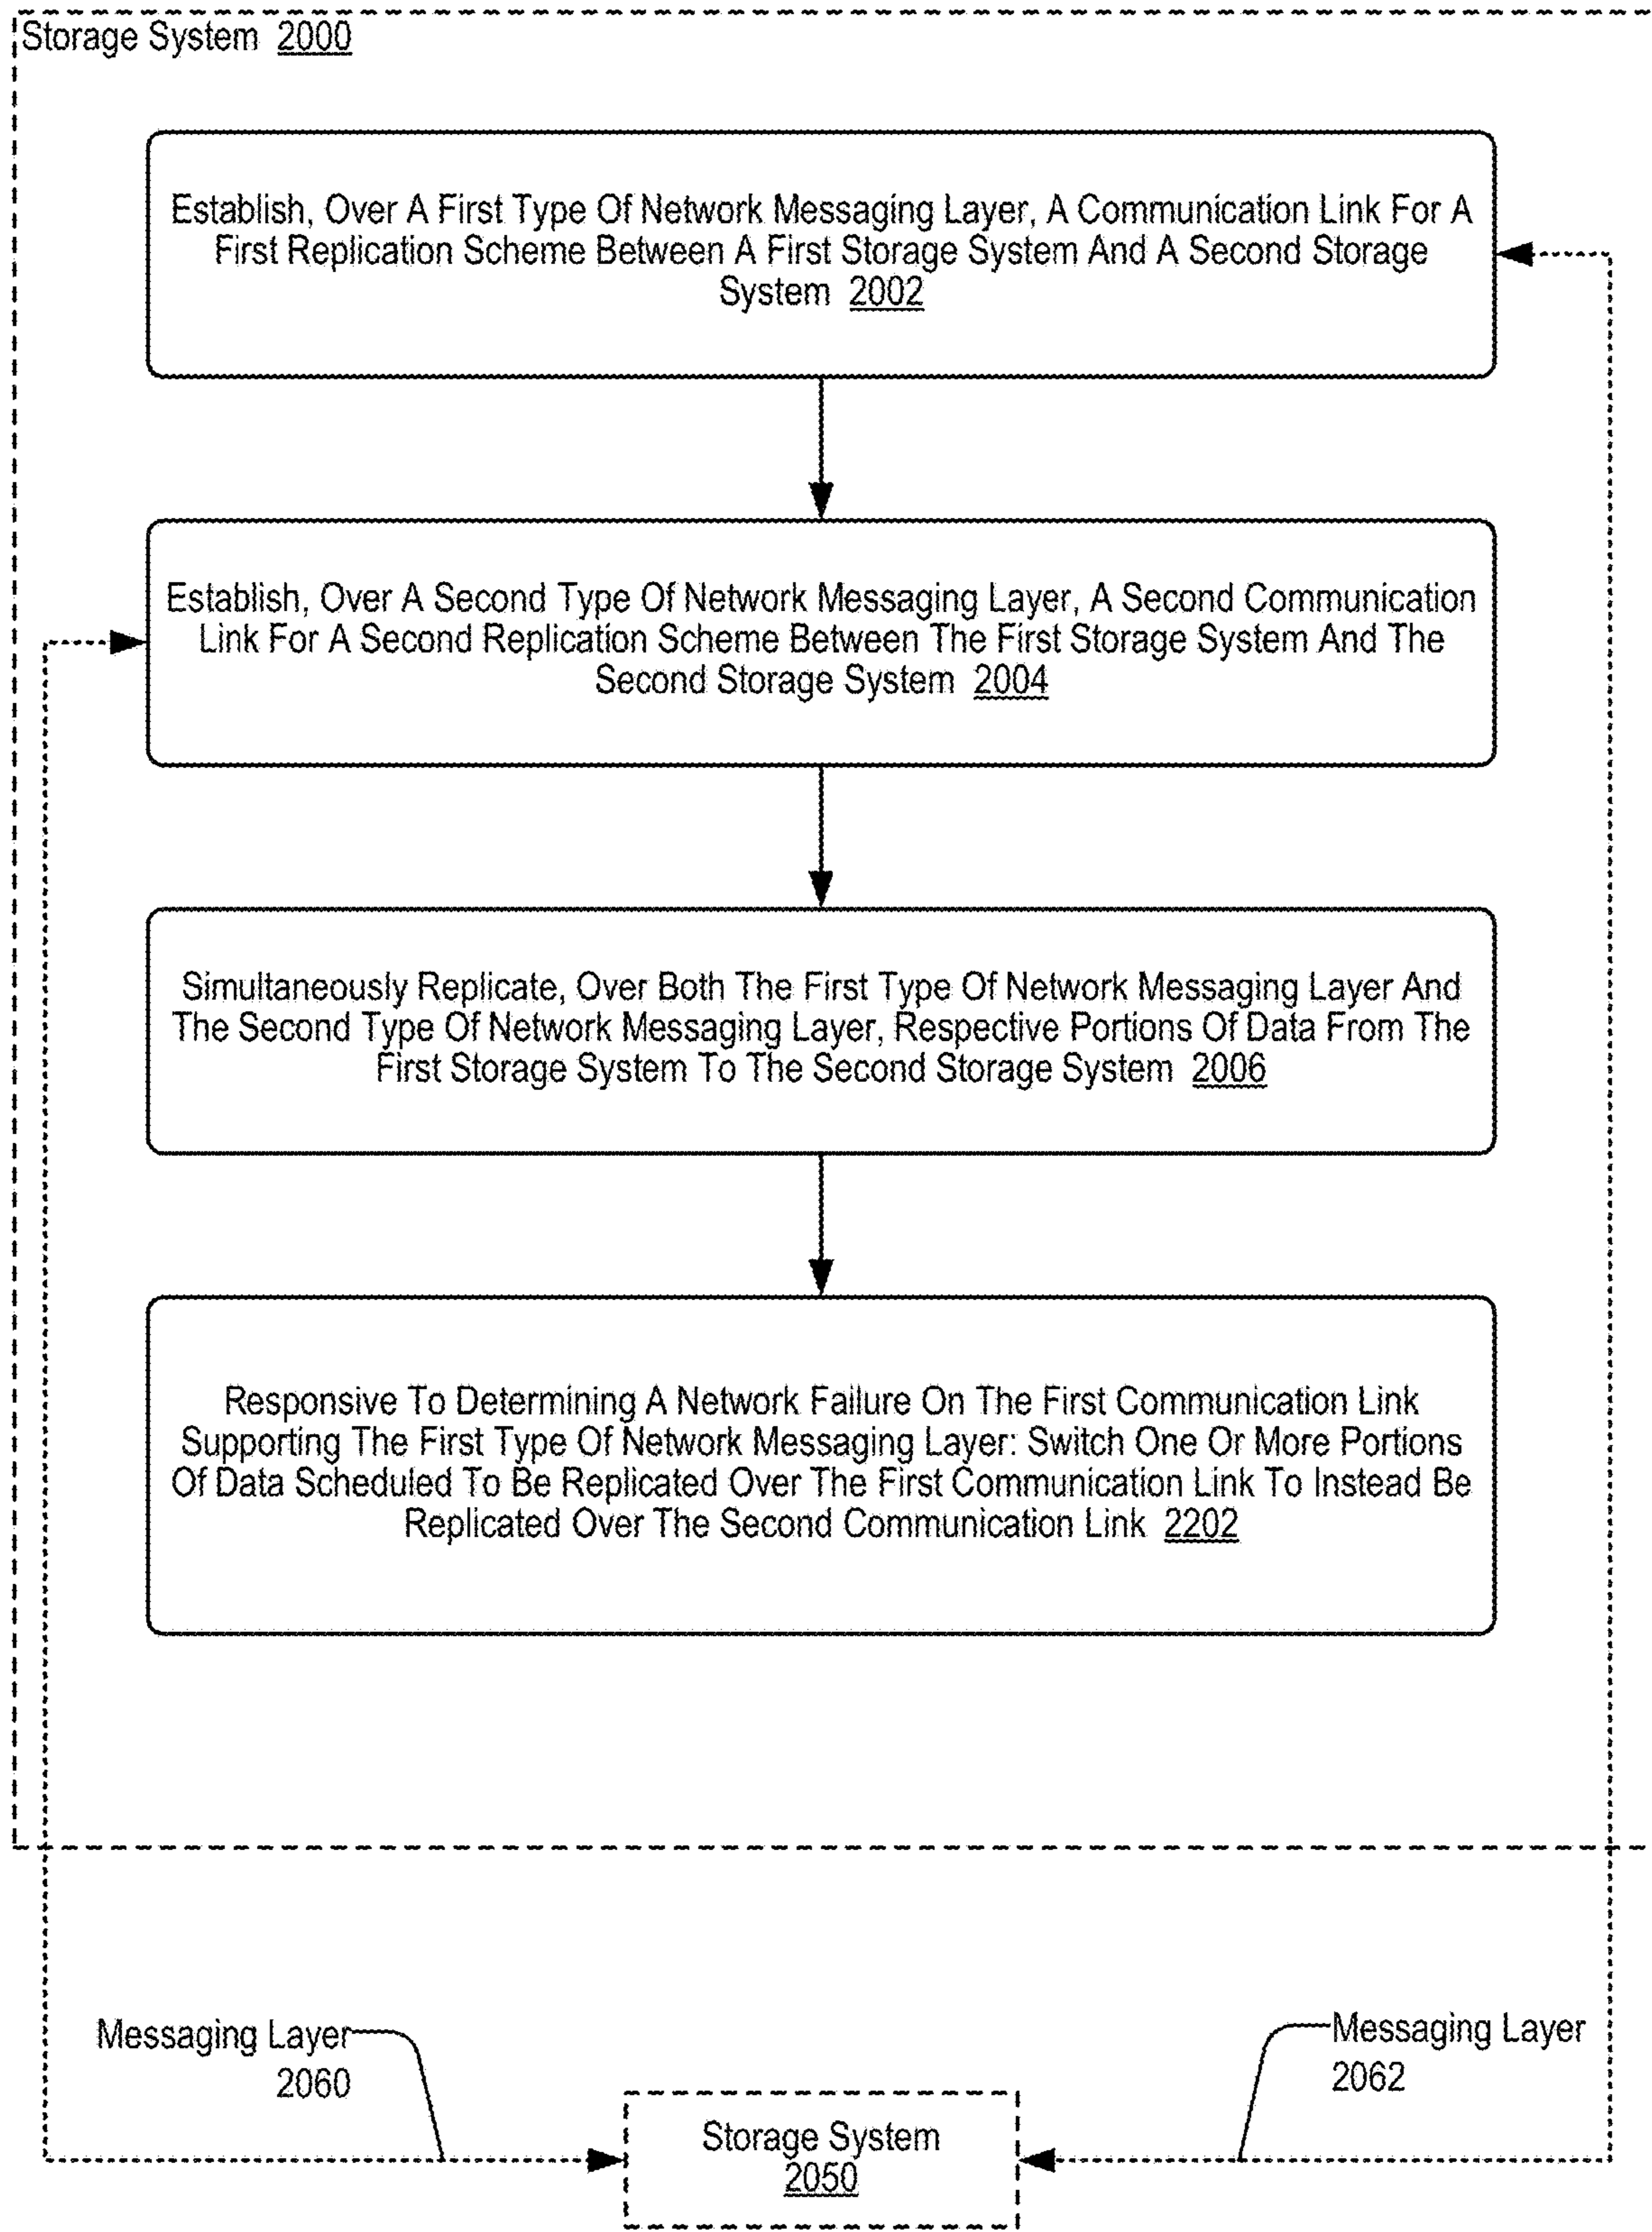 Storage System 2000
Establish, Over A First Type Of Network Messaging Layer, A Communication Link For A
First Replication Scheme Between A First Storage System And A Second Storage
System 2002
Establish, Over A Second Type Of Network Messaging Layer, A Second Communication
Link For A Second Replication Scheme Between The First Storage System And The
Second Storage System 2004
Simultaneously Replicate, Over Both The First Type Of Network Messaging Layer And
The Second Type Of Network Messaging Layer, Respective Portions Of Data From The
First Storage System To The Second Storage System 2006
Responsive To Determining A Network Failure On The First Communication Link
Supporting The First Type Of Network Messaging Layer: Switch One Or More Portions
Of Data Scheduled To Be Replicated Over The First Communication Link To Instead Be
Replicated Over The Second Communication Link 2202
Messaging Layer
2060
Messaging Layer
2062
Storage System
2050